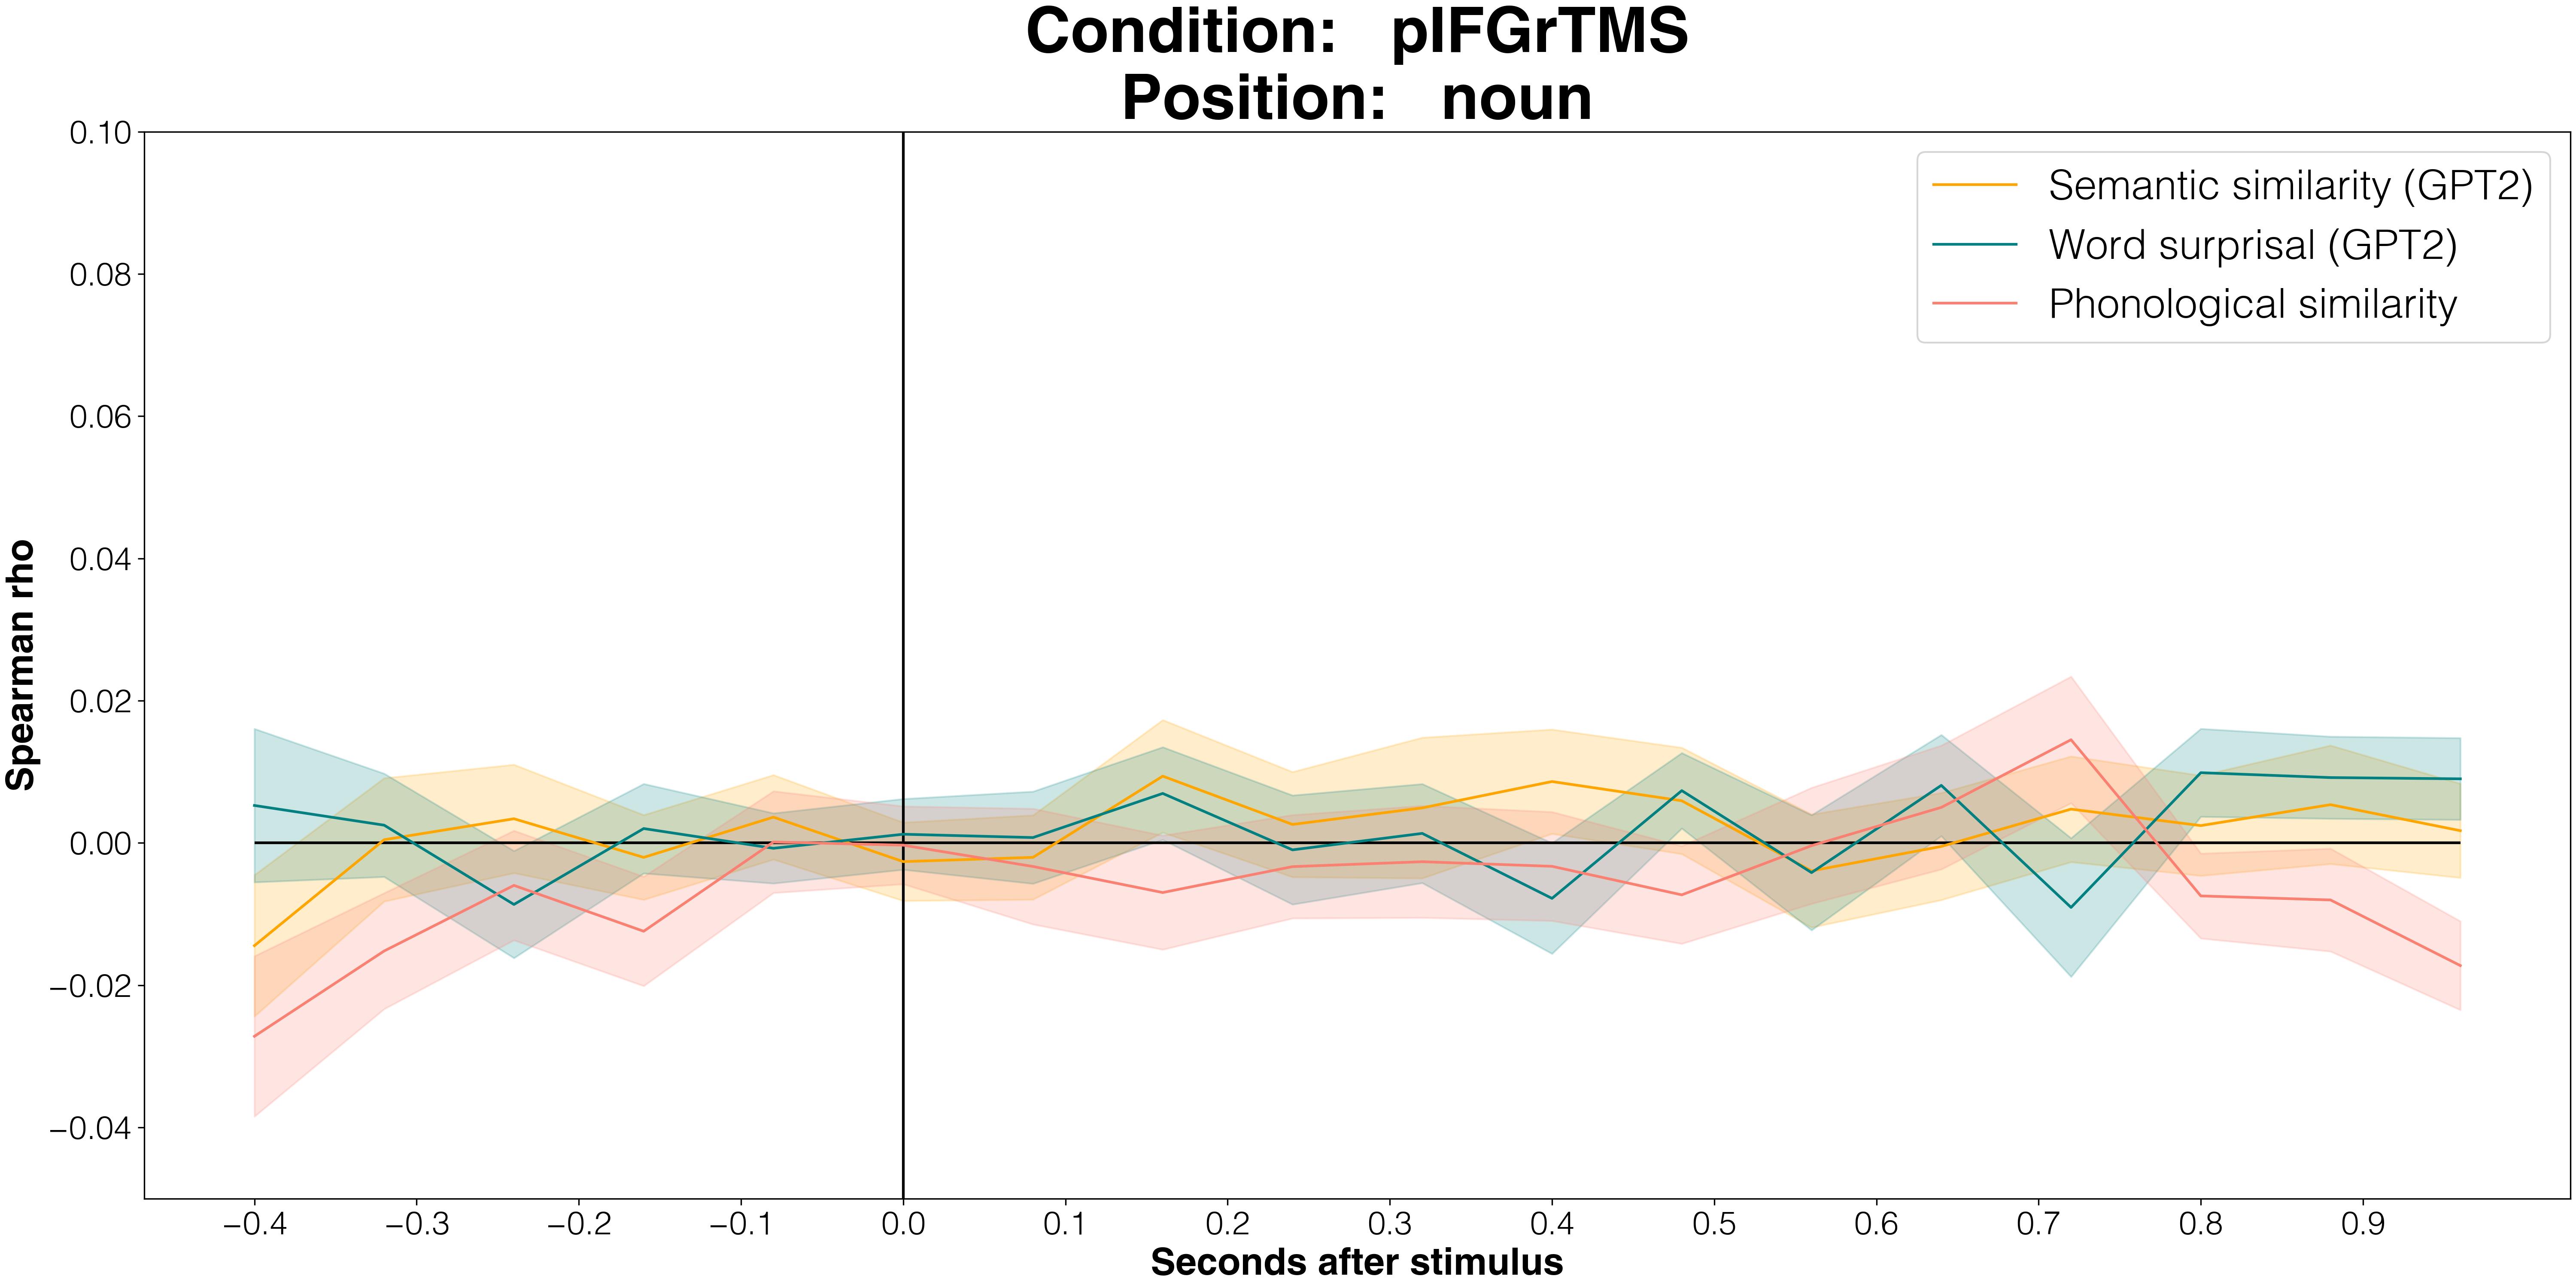 Condition: pIFGrTMS
Position: noun
0.10
0.08
0.06
0.04
0.02
0.00
−0.02
−0.04
Spearman rho
Semantic similarity (GPT2)
Word surprisal (GPT2)
Phonological similarity
−0.4 −0.3 −0.2 −0.1 0.0 0.1 0.2 0.3 0.4 0.5 0.6 0.7 0.8 0.9
Seconds after stimulus